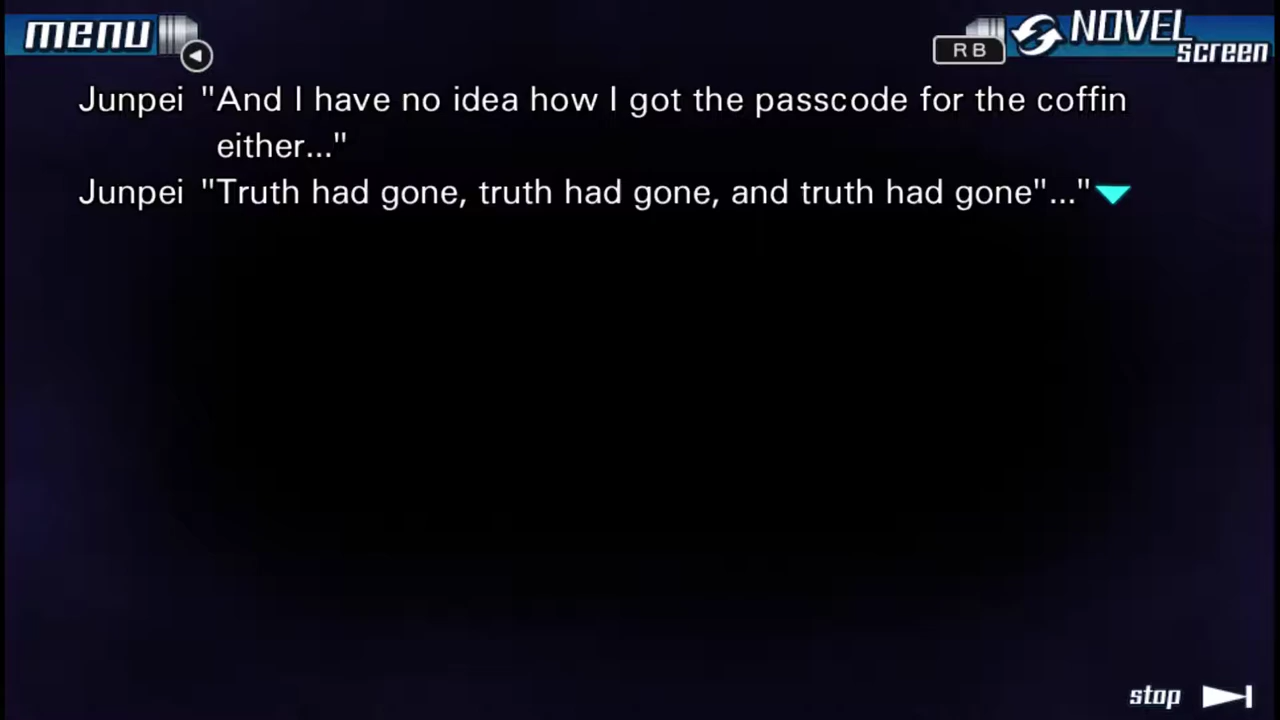 menu
RB NOVEL screen
Junpei "And I have no idea how I got the passcode for the coffin
either..."
Junpei "Truth had gone, truth had gone, and truth had gone"..."
stop